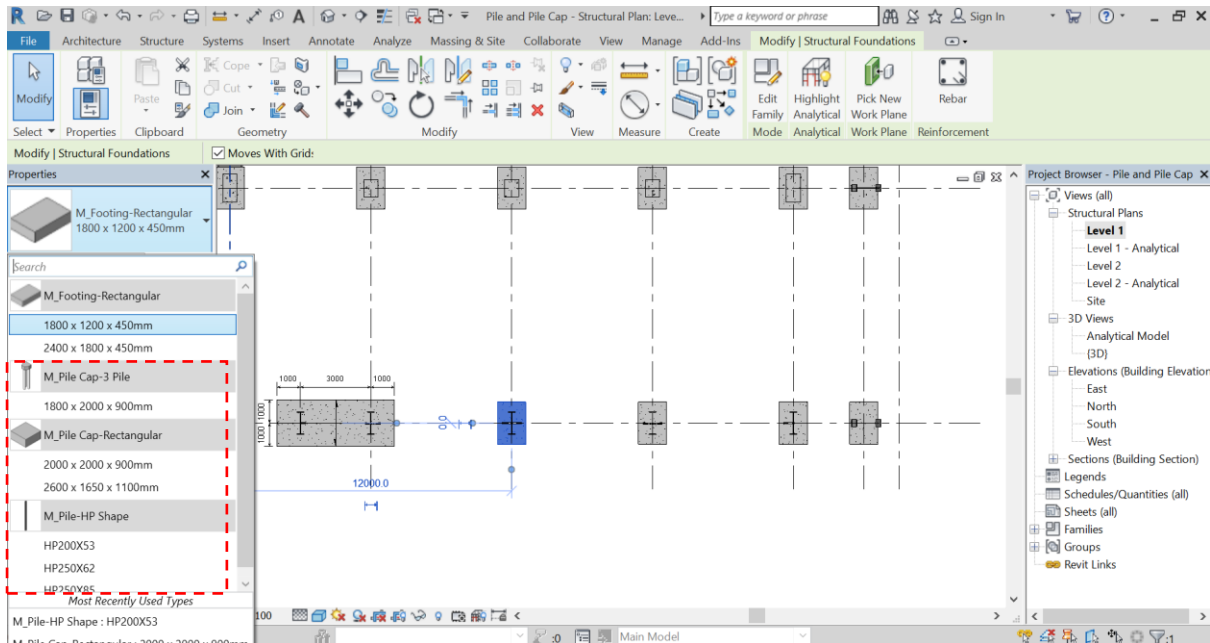 Pile and Pile Cap - Structural Plan: Leve... Type a keyword or phrase Sign In
File Architecture Structure Systems Insert Annotate Analyze Massing & Site Collaborate View Manage Add-Ins Modify | Structural Foundations
Modify Paste Cope Cut Join Edit Family Highlight Analytical Pick New Work Plane Rebar
Select Properties Clipboard Geometry Modify View Measure Create Mode Analytical Work Plane Reinforcement
Modify | Structural Foundations Moves With Grids
Properties
M_Footing-Rectangular
1800 x 1200 x 450mm
Search
M_Footing-Rectangular
1800 x 1200 x 450mm
2400 x 1800 x 450mm
M_Pile Cap-3 Pile
1800 x 2000 x 900mm
M_Pile Cap-Rectangular
2000 x 2000 x 900mm
2600 x 1650 x 1100mm
M_Pile-HP Shape
HP200X53
HP250X62
HP250X85
Most Recently Used Types
M_Pile-HP Shape : HP200X53
M_Pile Cap-Rectangular : 2000 x 2000 x 900mm
1000 3000 1000
1000
1000
12000.0
100
:0 Main Model
:1
Project Browser - Pile and Pile Cap
Views (all)
Structural Plans
Level 1
Level 1 - Analytical
Level 2
Level 2 - Analytical
Site
3D Views
Analytical Model
{3D}
Elevations (Building Elevation
East
North
South
West
Sections (Building Section)
Legends
Schedules/Quantities (all)
Sheets (all)
Families
Groups
Revit Links